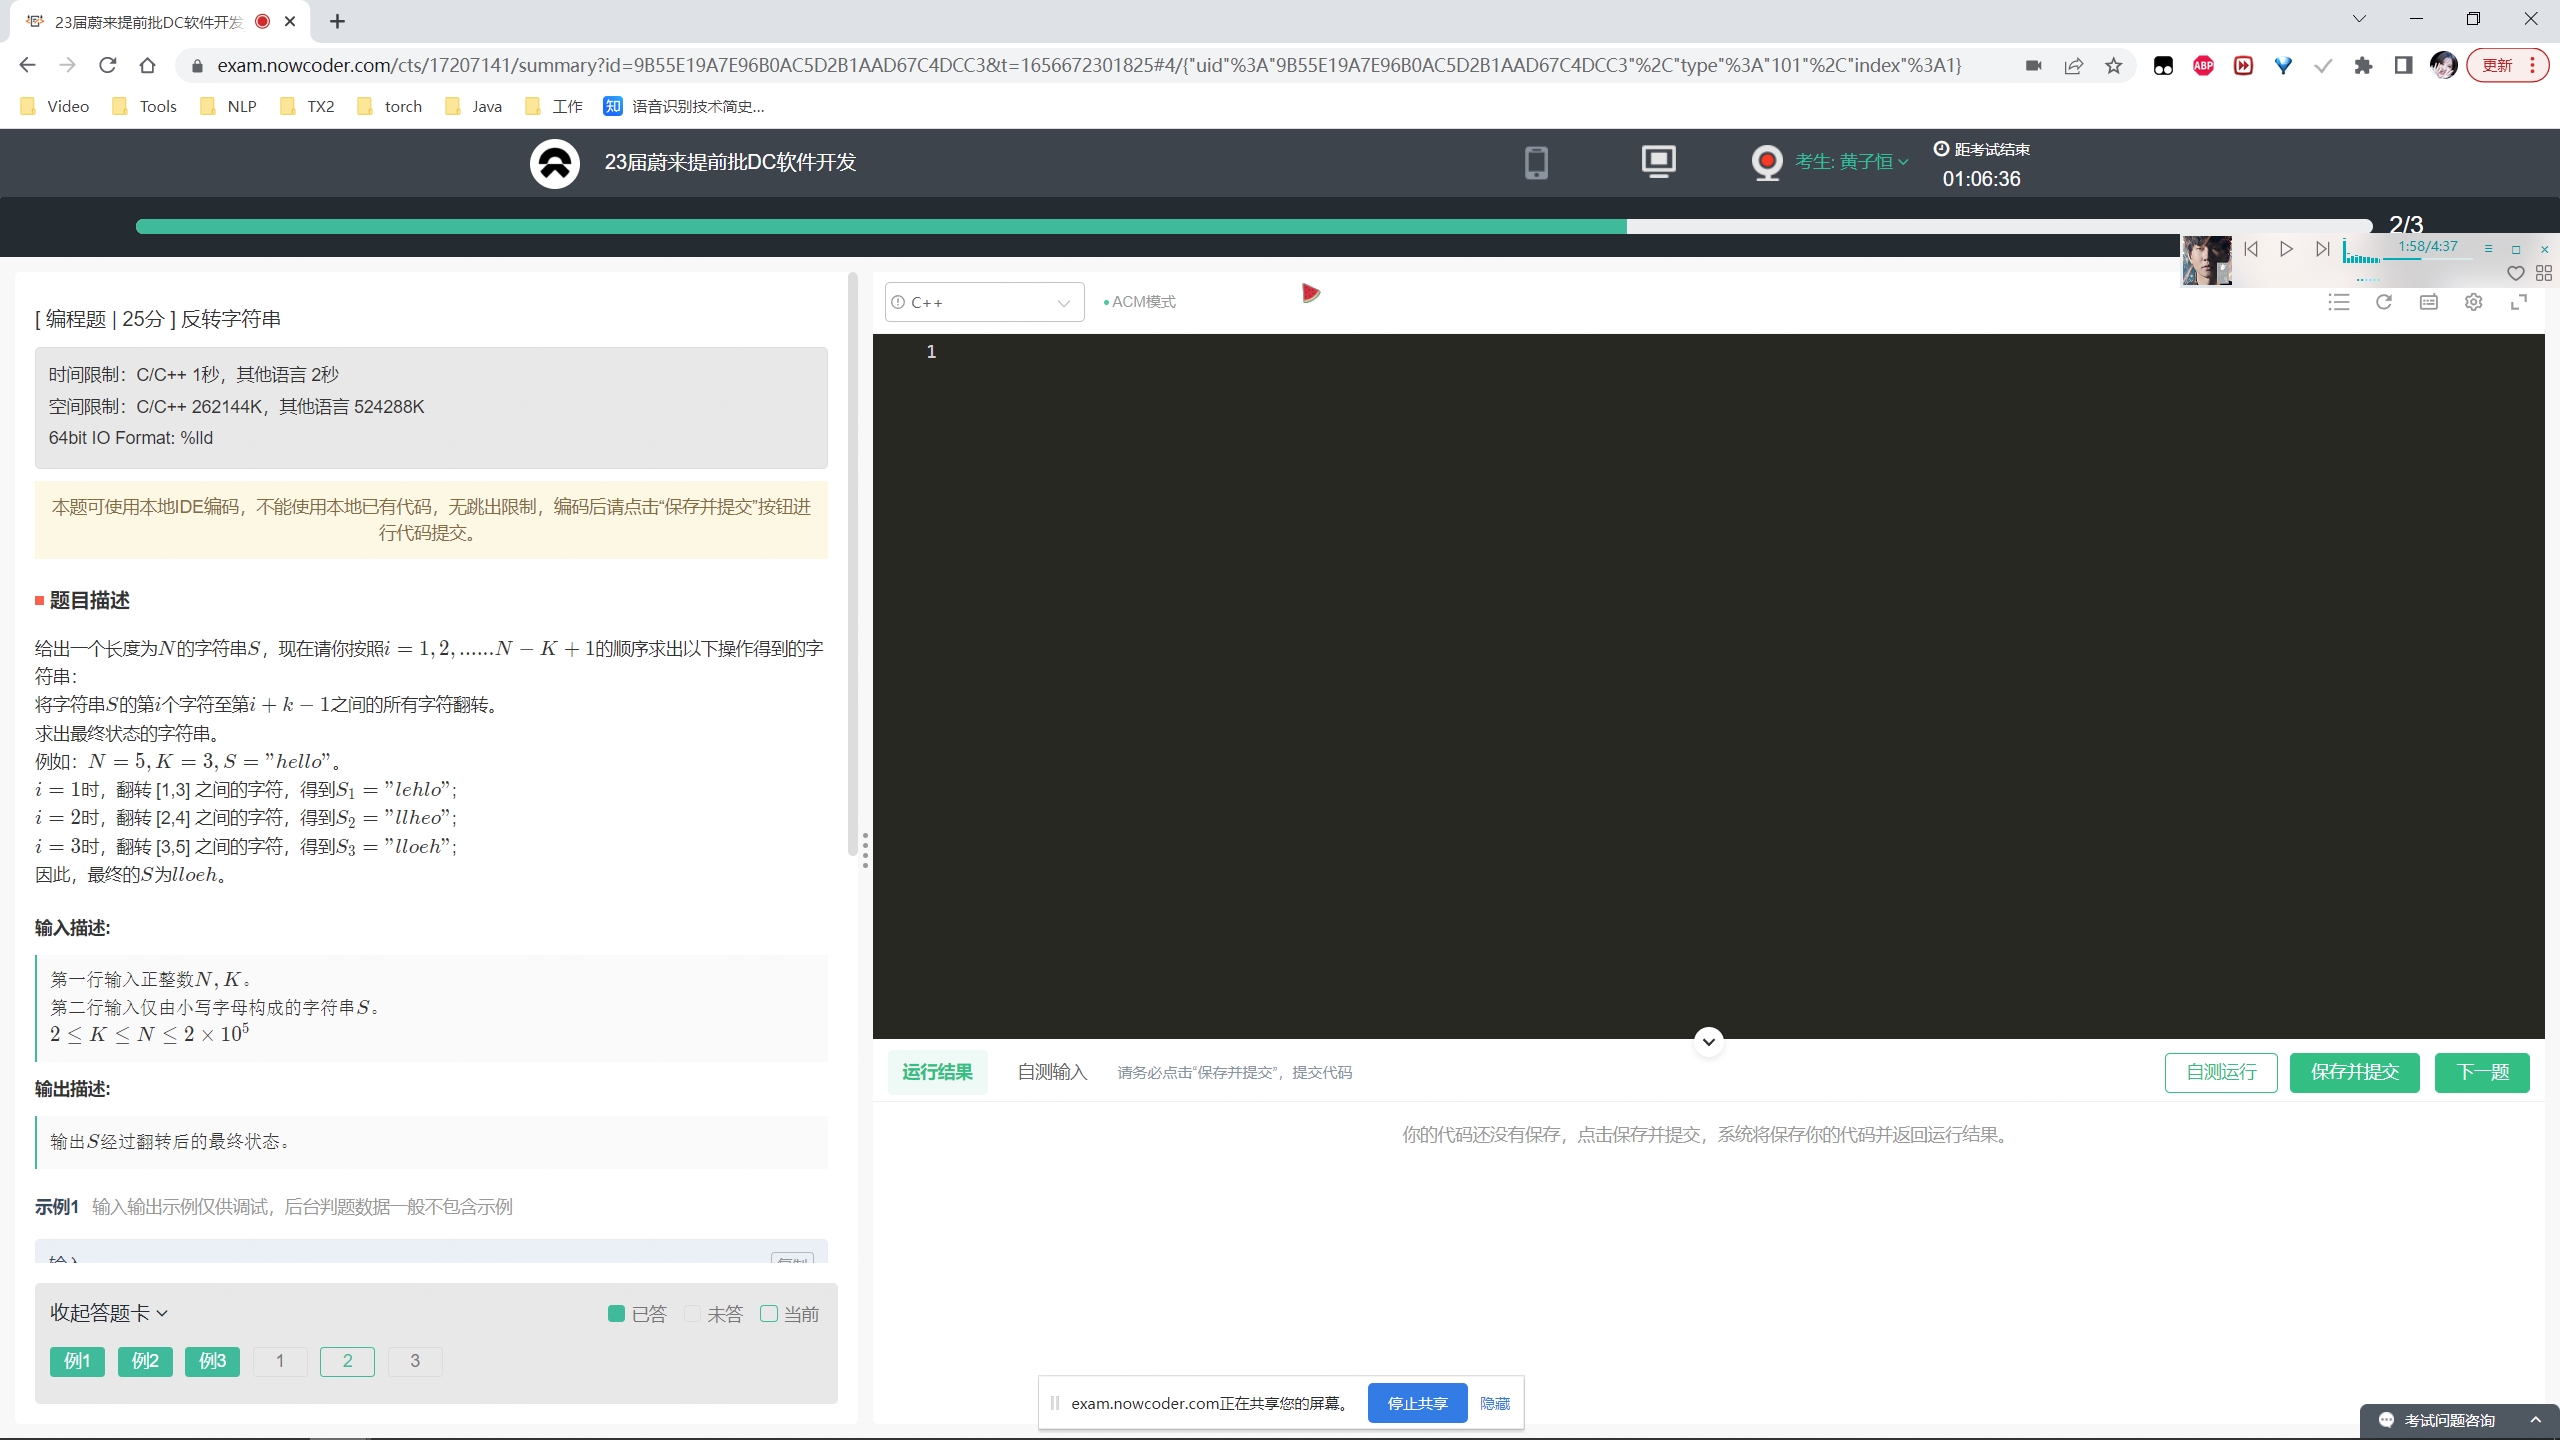 23届蔚来提前批DC软件开发
exam.nowcoder.com/cts/17207141/summary?id=9B55E19A7E96B0AC5D2B1AAD67C4DCC3&t=1656672301825#4/{"uid"%3A"9B55E19A7E96B0AC5D2B1AAD67C4DCC3"%2C"type"%3A"101"%2C"index"%3A1}
ABP
更新
Video Tools NLP TX2 torch Java 工作 知 语音识别技术简史...
23届蔚来提前批DC软件开发
考生: 黄子恒
距考试结束
01:06:36
2/3
1:58/4:37
[ 编程题 | 25分 ] 反转字符串
时间限制：C/C++ 1秒，其他语言 2秒
空间限制：C/C++ 262144K，其他语言 524288K
64bit IO Format: %lld
本题可使用本地IDE编码，不能使用本地已有代码，无跳出限制，编码后请点击“保存并提交”按钮进
行代码提交。
题目描述
给出一个长度为N的字符串S，现在请你按照i = 1, 2, ......N − K + 1的顺序求出以下操作得到的字
符串：
将字符串S的第i个字符至第i + k − 1之间的所有字符翻转。
求出最终状态的字符串。
例如：N = 5, K = 3, S = ”hello”。
i = 1时，翻转 [1,3] 之间的字符，得到S₁ = ”lehlo”;
i = 2时，翻转 [2,4] 之间的字符，得到S₂ = ”llheo”;
i = 3时，翻转 [3,5] 之间的字符，得到S₃ = ”lloeh”;
因此，最终的S为lloeh。
输入描述:
第一行输入正整数N, K。
第二行输入仅由小写字母构成的字符串S。
2 ≤ K ≤ N ≤ 2 × 10⁵
输出描述:
输出S经过翻转后的最终状态。
示例1 输入输出示例仅供调试，后台判题数据一般不包含示例
收起答题卡
已答 未答 当前
例1 例2 例3 1 2 3
C++
ACM模式
1
运行结果 自测输入 请务必点击“保存并提交”，提交代码
自测运行 保存并提交 下一题
你的代码还没有保存，点击保存并提交，系统将保存你的代码并返回运行结果。
exam.nowcoder.com正在共享您的屏幕。 停止共享 隐藏
考试问题咨询